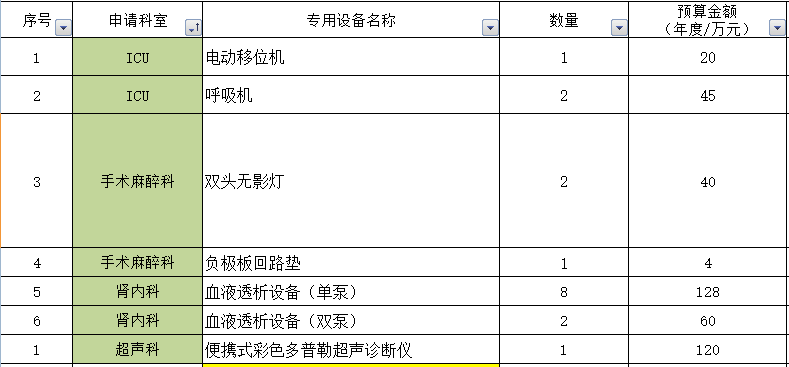 序号 申请科室 专用设备名称 数量 预算金额
（年度/万元）
1 ICU 电动移位机 1 20
2 ICU 呼吸机 2 45
3 手术麻醉科 双头无影灯 2 40
4 手术麻醉科 负极板回路垫 1 4
5 肾内科 血液透析设备（单泵） 8 128
6 肾内科 血液透析设备（双泵） 2 60
1 超声科 便携式彩色多普勒超声诊断仪 1 120